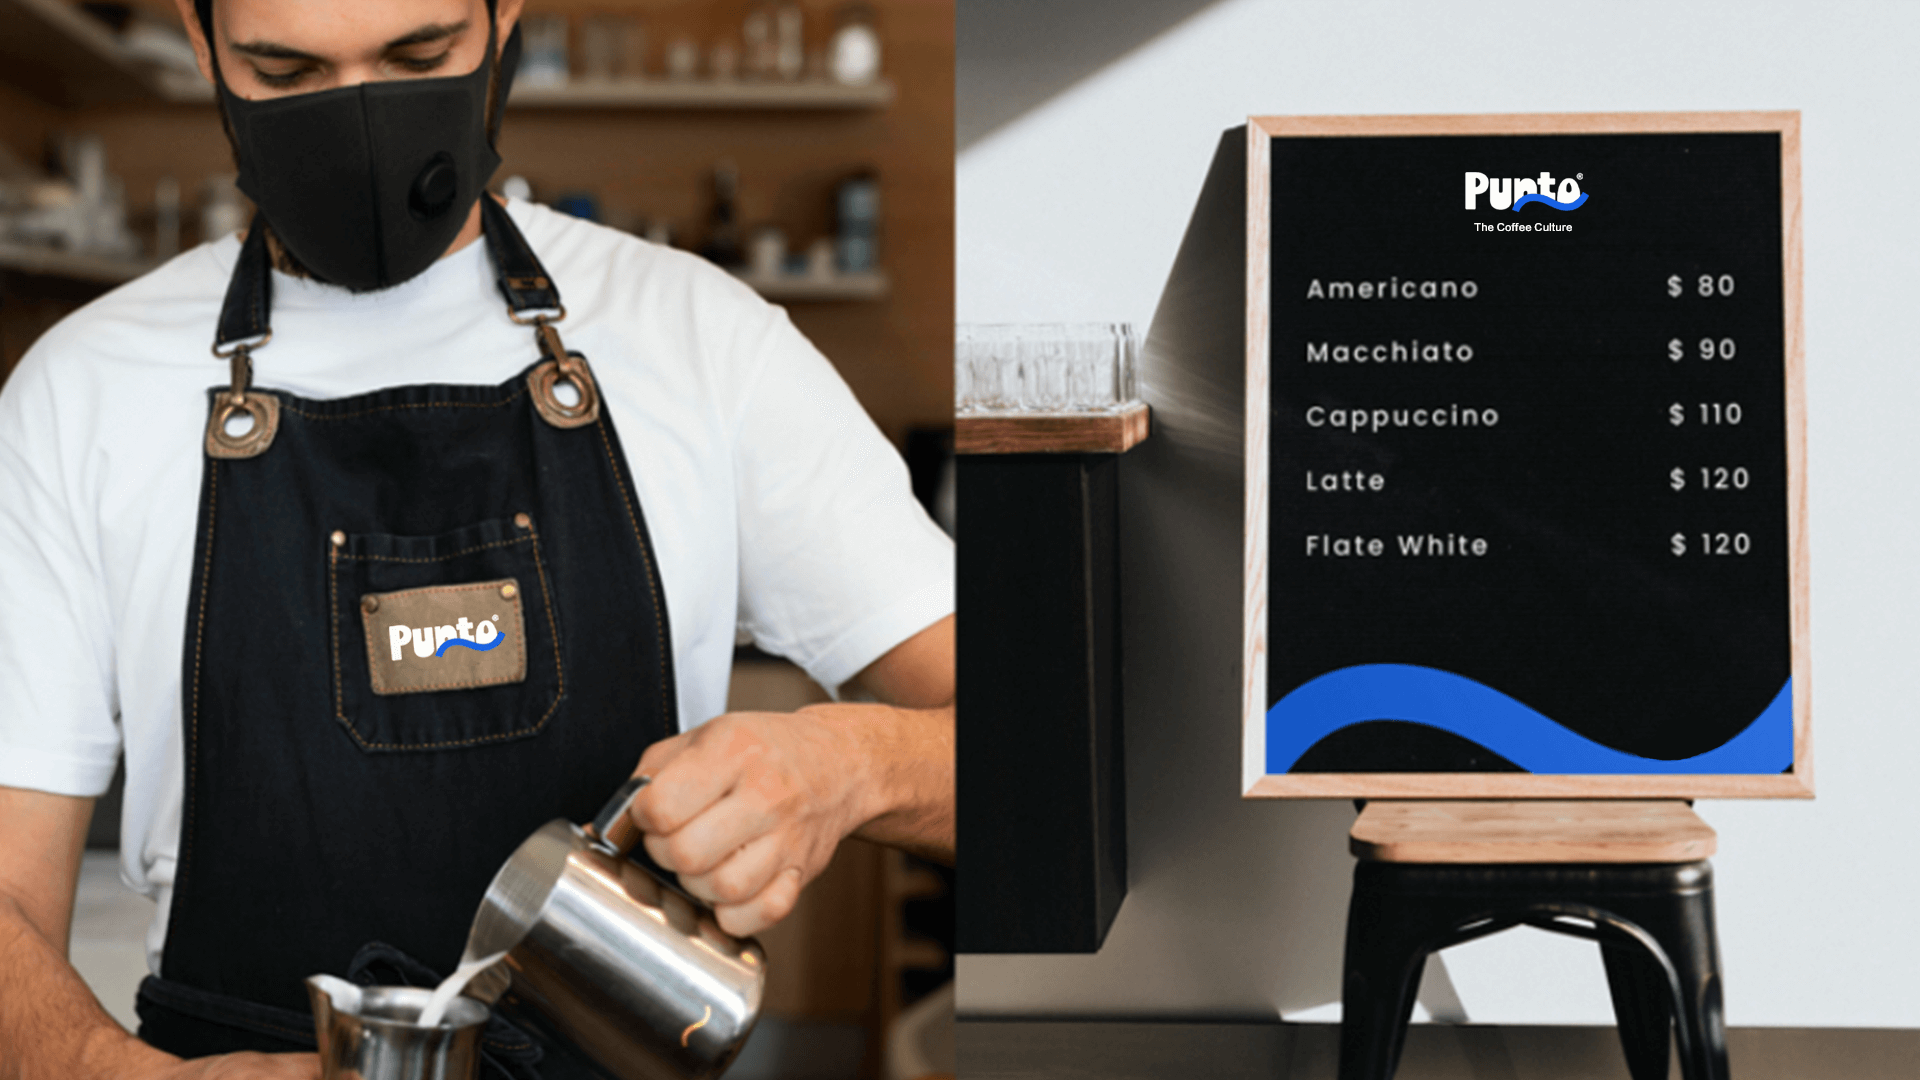 Punto®
Punto®
The Coffee Culture
Americano $ 80
Macchiato $ 90
Cappuccino $ 110
Latte $ 120
Flate White $ 120